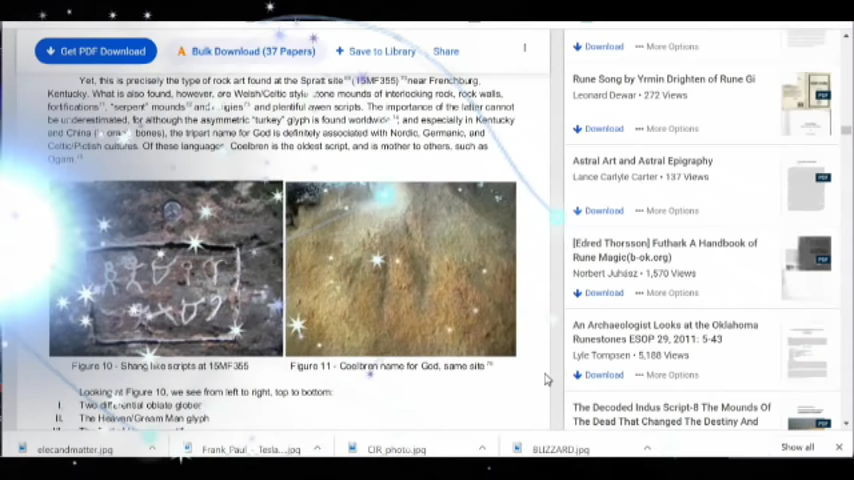 Get PDF Download
Bulk Download (37 Papers)
+ Save to Library
Share
Yet, this is precisely the type of rock art found at the Spratt site (15MF355) near Frenchburg,
Kentucky. What is also found, however, are Welsh/Celtic style stone mounds of interlocking rock, rock walls,
fortifications, "serpent" mounds and plentiful awen scripts. The importance of the latter cannot
be underestimated, for although the asymmetric "turkey" glyph is found worldwide, and especially in Kentucky
and China ( bones), the tripart name for God is definitely associated with Nordic, Germanic, and
Celtic/Pictish cultures. Of these languages, Coelbren is the oldest script, and is mother to others, such as
Ogam.
Figure 10 - Shang like scripts at 15MF355
Figure 11 - Coelbren name for God, same site
Looking at Figure 10, we see from left to right, top to bottom:
I. Two differential oblate globes
II. The Heaven/Gream Man glyph
Download ••• More Options
Rune Song by Yrmin Drighten of Rune Gi
Leonard Dewar • 272 Views
PDF
Download ••• More Options
Astral Art and Astral Epigraphy
Lance Carlyle Carter • 137 Views
PDF
Download ••• More Options
[Edred Thorsson] Futhark A Handbook of
Rune Magic(b-ok.org)
Norbert Juhász • 1,570 Views
PDF
Download ••• More Options
An Archaeologist Looks at the Oklahoma
Runestones ESOP 29, 2011: 5-43
Lyle Tompsen • 5,188 Views
PDF
Download ••• More Options
The Decoded Indus Script-8 The Mounds Of
The Dead That Changed The Destiny And
elecandmatter.jpg
Frank_Paul_-_Tesla....jpg
CIR_photo.jpg
BLIZZARD.jpg
Show all